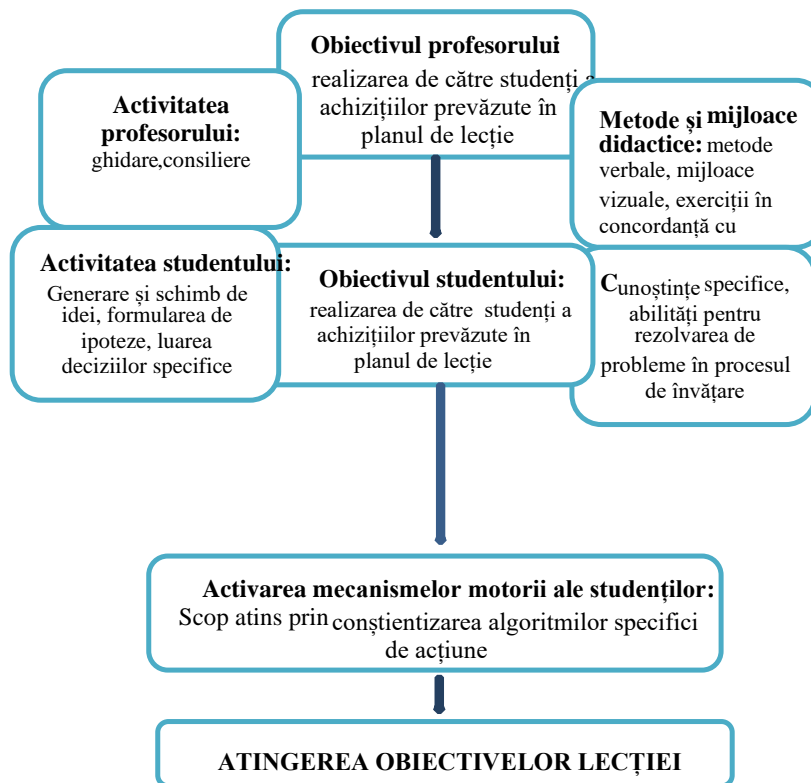 Obiectivul profesorului
realizarea de către studenți a
achizițiilor prevăzute în
planul de lecție
Activitatea
profesorului:
ghidare,consiliere
Metode și mijloace
didactice: metode
verbale, mijloace
vizuale, exerciții în
concordanță cu
Activitatea studentului:
Generare și schimb de
idei, formularea de
ipoteze, luarea
deciziilor specifice
Obiectivul studentului:
realizarea de către studenți a
achizițiilor prevăzute în
planul de lecție
Cunoștințe specifice,
abilități pentru
rezolvarea de
probleme în procesul
de învățare
Activarea mecanismelor motorii ale studenților:
Scop atins prin conștientizarea algoritmilor specifici
de acțiune
ATINGEREA OBIECTIVELOR LECȚIEI